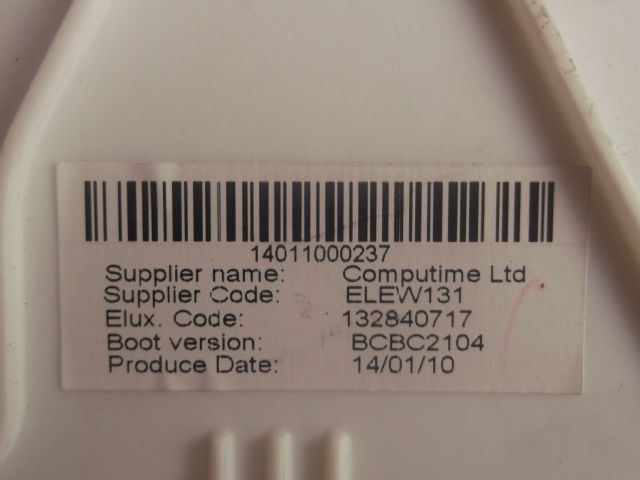 14011000237
Supplier name: Computime Ltd
Supplier Code: ELEW131
Elux. Code: 132840717
Boot version: BCBC2104
Produce Date: 14/01/10